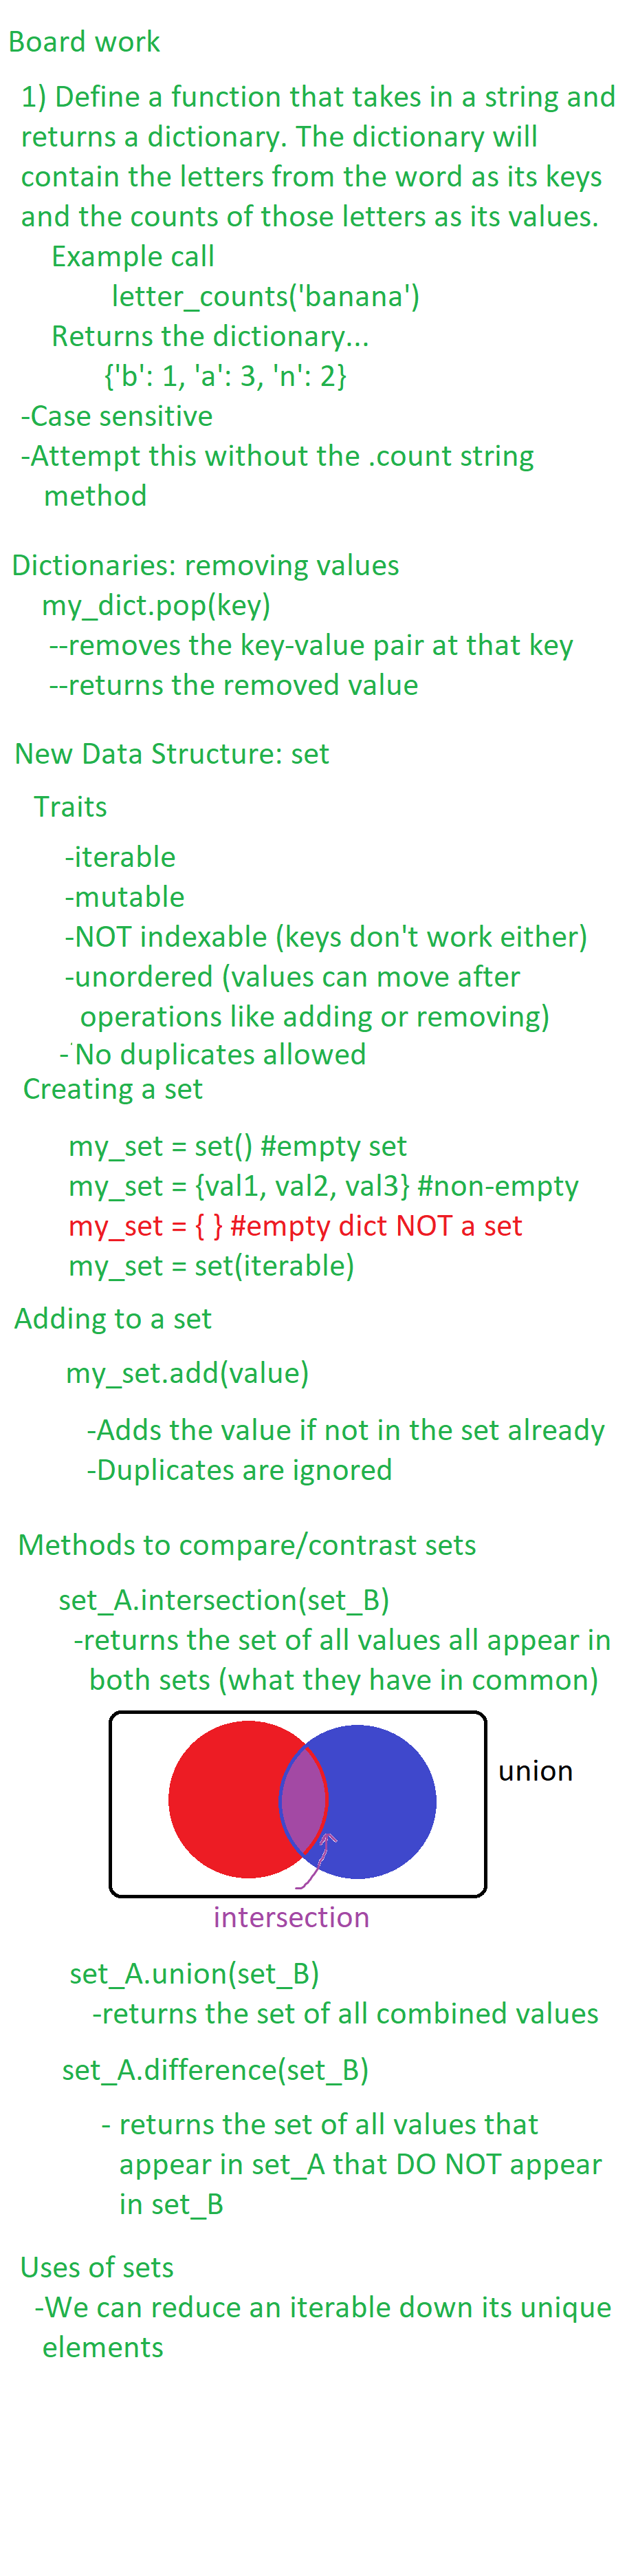 Board work
1) Define a function that takes in a string and
returns a dictionary. The dictionary will
contain the letters from the word as its keys
and the counts of those letters as its values.
Example call
letter_counts('banana')
Returns the dictionary...
{'b': 1, 'a': 3, 'n': 2}
-Case sensitive
-Attempt this without the .count string
method
Dictionaries: removing values
my_dict.pop(key)
--removes the key-value pair at that key
--returns the removed value
New Data Structure: set
Traits
-iterable
-mutable
-NOT indexable (keys don't work either)
-unordered (values can move after
operations like adding or removing)
-'No duplicates allowed
Creating a set
my_set = set() #empty set
my_set = {val1, val2, val3} #non-empty
my_set = { } #empty dict NOT a set
my_set = set(iterable)
Adding to a set
my_set.add(value)
-Adds the value if not in the set already
-Duplicates are ignored
Methods to compare/contrast sets
set_A.intersection(set_B)
-returns the set of all values all appear in
both sets (what they have in common)
union
intersection
set_A.union(set_B)
-returns the set of all combined values
set_A.difference(set_B)
- returns the set of all values that
appear in set_A that DO NOT appear
in set_B
Uses of sets
-We can reduce an iterable down its unique
elements